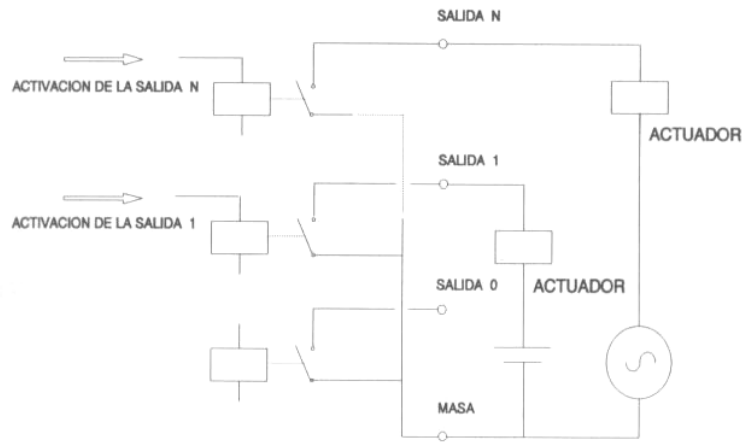 SALIDA N
ACTIVACION DE LA SALIDA N
ACTUADOR
SALIDA 1
ACTIVACION DE LA SALIDA 1
SALIDA 0
ACTUADOR
MASA